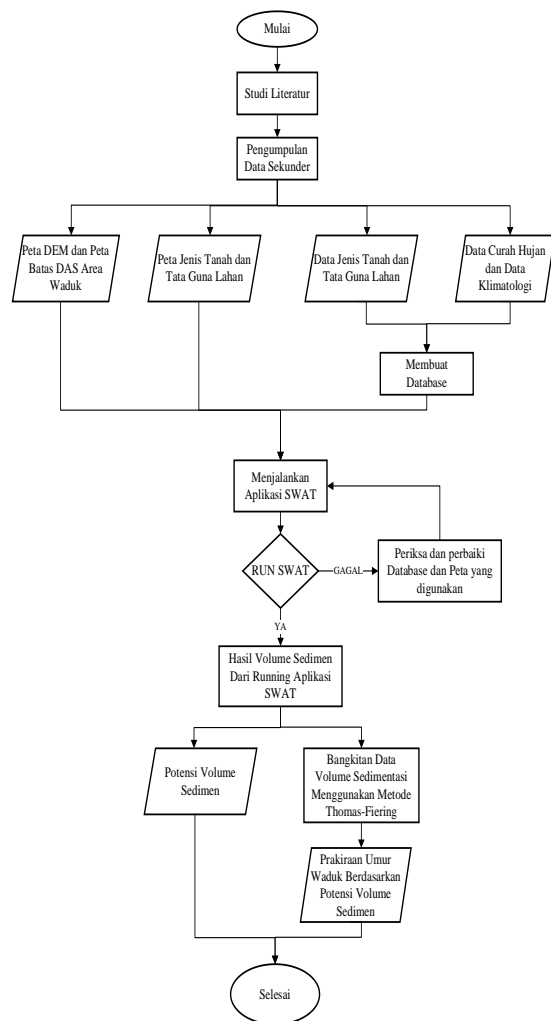 Mulai
Studi Literatur
Pengumpulan
Data Sekunder
Peta DEM dan Peta
Batas DAS Area
Waduk
Peta Jenis Tanah dan
Tata Guna Lahan
Data Jenis Tanah dan
Tata Guna Lahan
Data Curah Hujan
dan Data
Klimatologi
Membuat
Database
Menjalankan
Aplikasi SWAT
RUN SWAT
GAGAL
Periksa dan perbaiki
Database dan Peta yang
digunakan
YA
Hasil Volume Sedimen
Dari Running Aplikasi
SWAT
Potensi Volume
Sedimen
Bangkitan Data
Volume Sedimentasi
Menggunakan Metode
Thomas-Fiering
Prakiraan Umur
Waduk Berdasarkan
Potensi Volume
Sedimen
Selesai